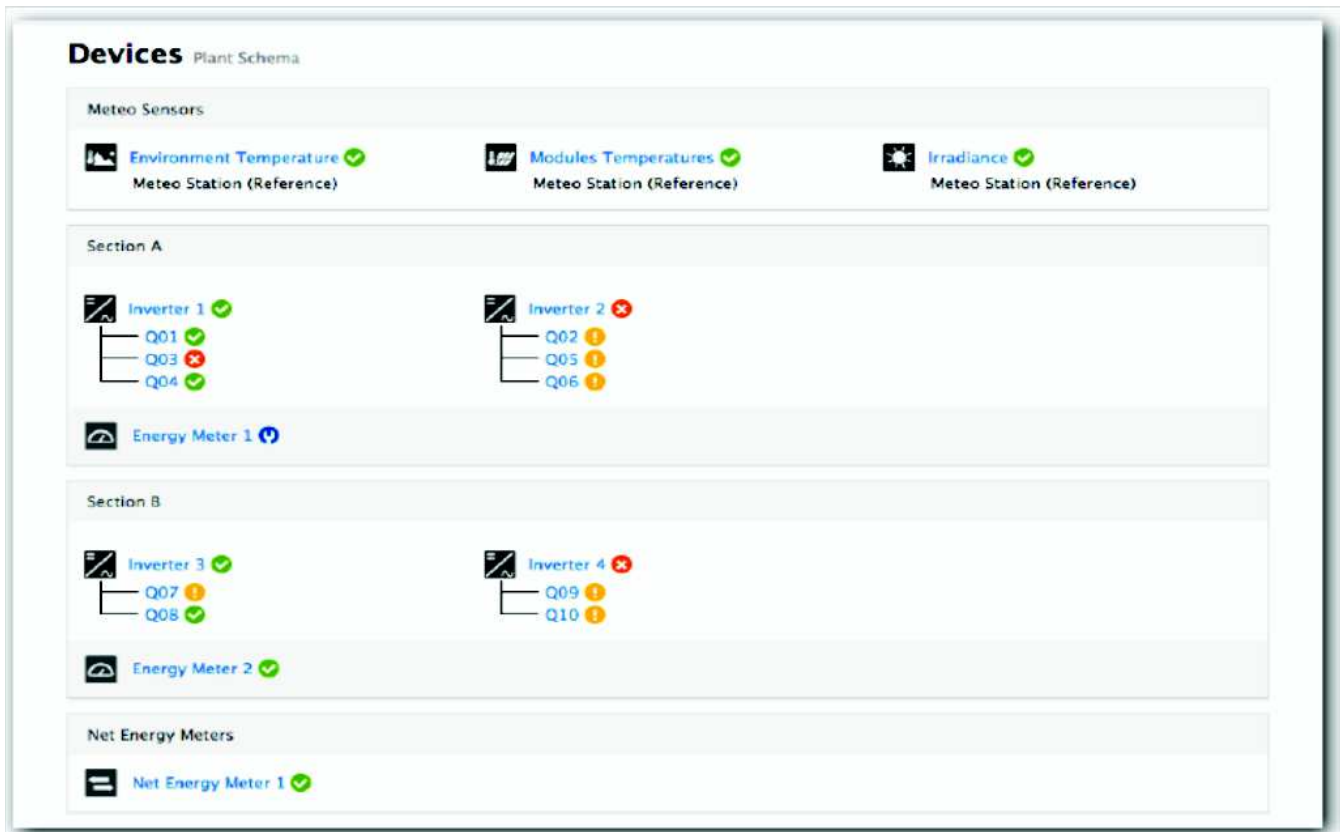 Devices Plant Schema
Meteo Sensors
Environment Temperature Modules Temperatures Irradiance
Meteo Station (Reference) Meteo Station (Reference) Meteo Station (Reference)
Section A
Inverter 1 Inverter 2
Q01 Q02
Q03 Q05
Q04 Q06
Energy Meter 1
Section B
Inverter 3 Inverter 4
Q07 Q09
Q08 Q10
Energy Meter 2
Net Energy Meters
Net Energy Meter 1